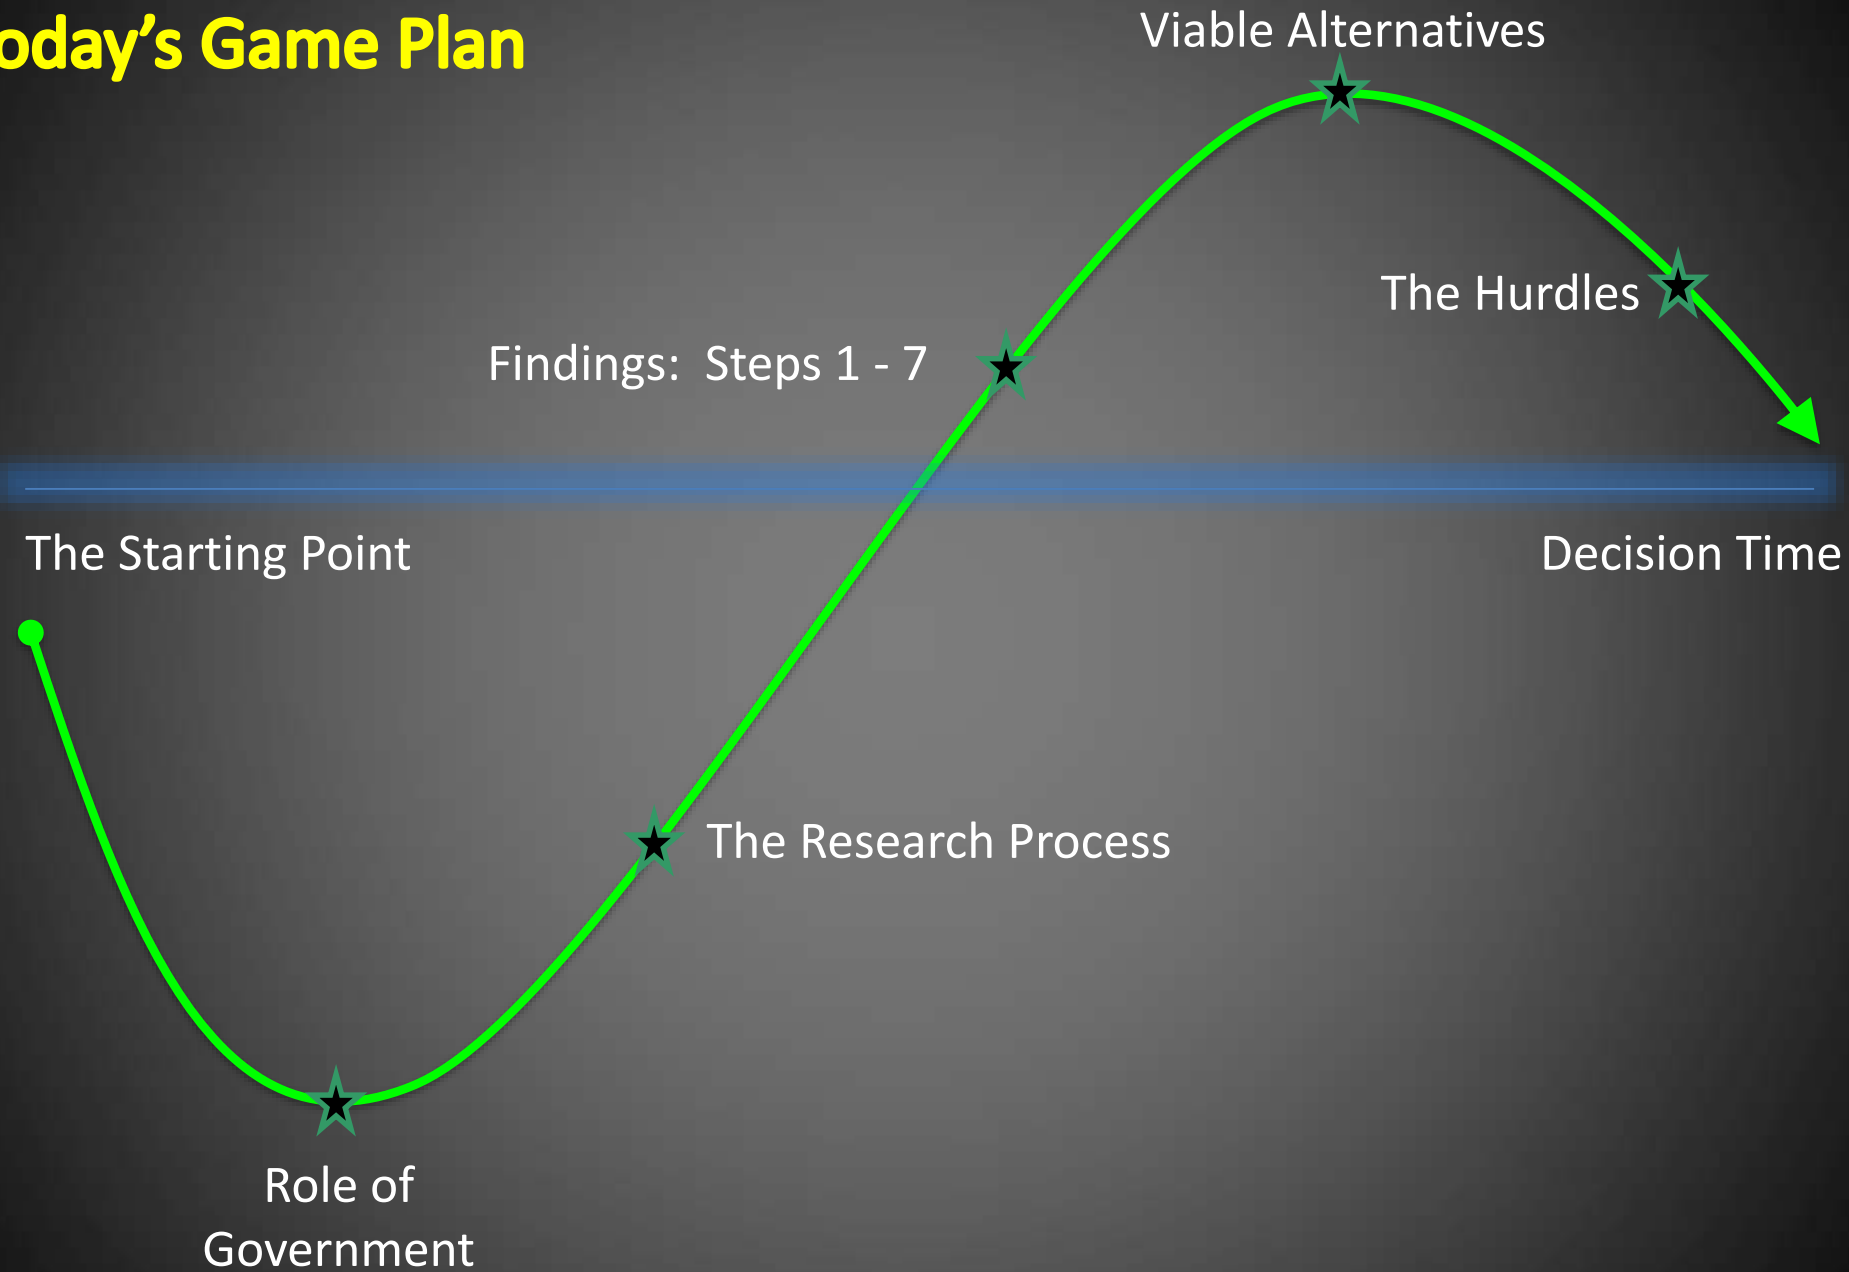 oday's Game Plan
Viable Alternatives
The Hurdles
Findings:  Steps 1 - 7
The Starting Point
Decision Time
The Research Process
Role of
Government